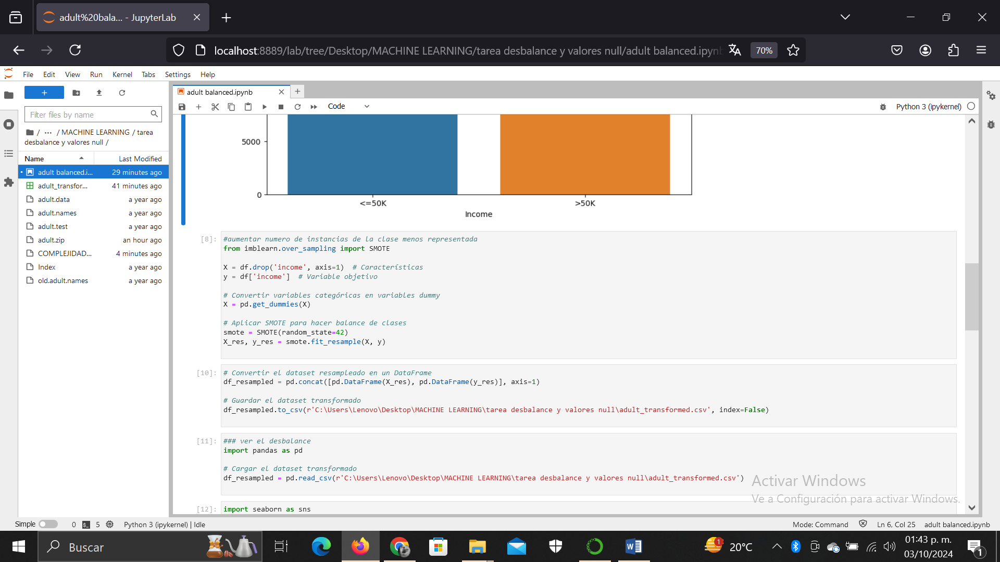 adult%20bala... - JupyterLab
localhost:8889/lab/tree/Desktop/MACHINE LEARNING/tarea desbalance y valores null/adult balanced.ipynb
70%
File Edit View Run Kernel Tabs Settings Help
adult balanced.ipynb
Filter files by name
Code
Python 3 (ipykernel)
/ ··· / MACHINE LEARNING / tarea
desbalance y valores null /
Name Last Modified
adult balanced.i... 29 minutes ago
adult_transfor... 41 minutes ago
adult.data a year ago
adult.names a year ago
adult.test a year ago
adult.zip an hour ago
COMPLEJIDAD... 4 minutes ago
Index a year ago
old.adult.names a year ago
5000
0
<=50K >50K
Income
[8]: #aumentar numero de instancias de la clase menos representada
from imblearn.over_sampling import SMOTE
X = df.drop('income', axis=1)  # Características
y = df['income']  # Variable objetivo
# Convertir variables categóricas en variables dummy
X = pd.get_dummies(X)
# Aplicar SMOTE para hacer balance de clases
smote = SMOTE(random_state=42)
X_res, y_res = smote.fit_resample(X, y)
[10]: # Convertir el dataset resampleado en un DataFrame
df_resampled = pd.concat([pd.DataFrame(X_res), pd.DataFrame(y_res)], axis=1)
# Guardar el dataset transformado
df_resampled.to_csv(r'C:\Users\Lenovo\Desktop\MACHINE LEARNING\tarea desbalance y valores null\adult_transformed.csv', index=False)
[11]: ### ver el desbalance
import pandas as pd
# Cargar el dataset transformado
df_resampled = pd.read_csv(r'C:\Users\Lenovo\Desktop\MACHINE LEARNING\tarea desbalance y valores null\adult_transformed.csv')
[12]: import seaborn as sns
Activar Windows
Ve a Configuración para activar Windows.
Simple 0 5 Python 3 (ipykernel) | Idle
Mode: Command Ln 6, Col 25 adult balanced.ipynb
Buscar
1
20°C
01:43 p. m.
03/10/2024
1